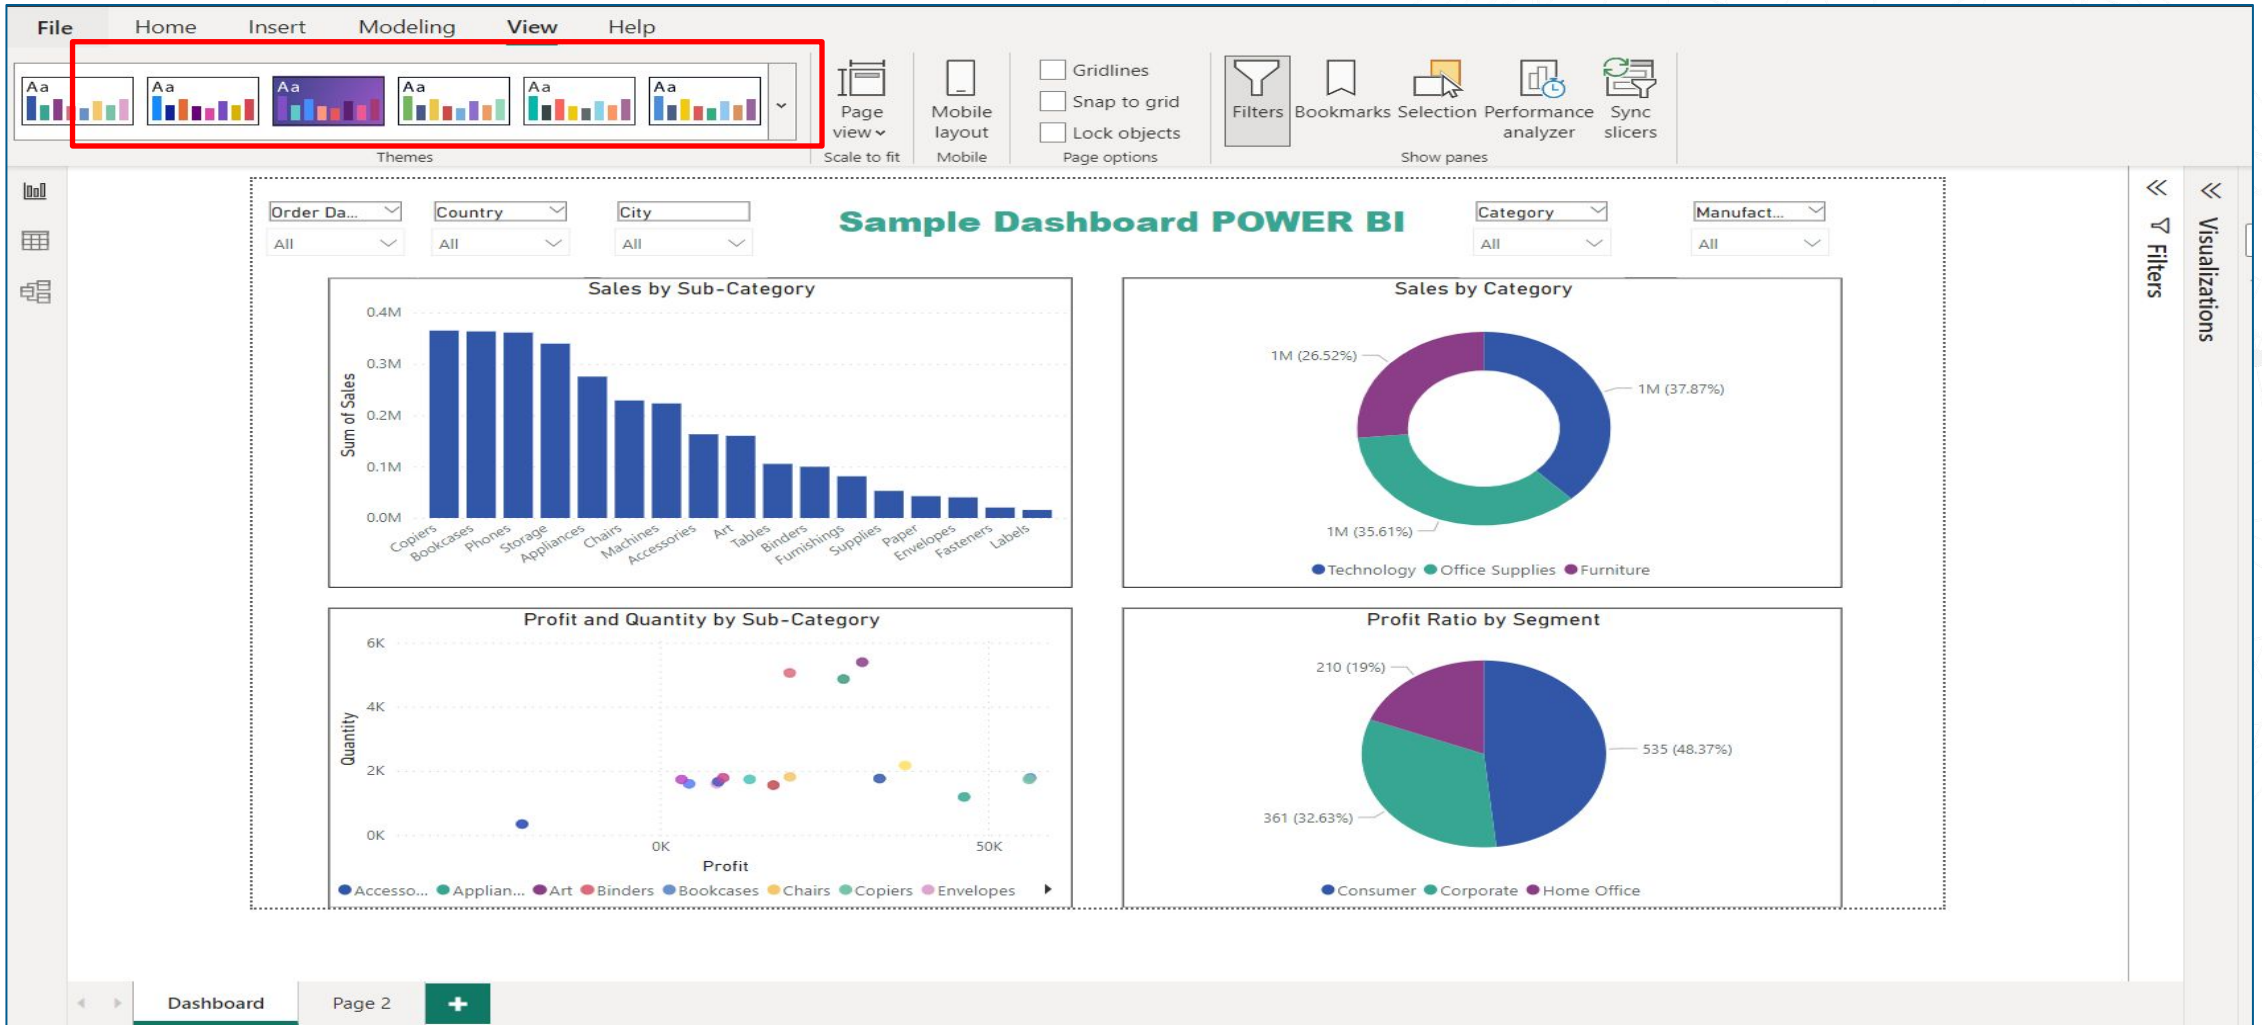 File Home Insert Modeling View Help
Aa Aa Aa Aa Aa Aa
Page view
Mobile layout
Gridlines
Snap to grid
Lock objects
Filters Bookmarks Selection Performance analyzer Sync slicers
Themes Scale to fit Mobile Page options Show panes
Order Da... Country City
All All All
Sample Dashboard POWER BI
Category Manufact...
All All
Filters
Visualizations
Sales by Sub-Category
Sum of Sales
0.4M
0.3M
0.2M
0.1M
0.0M
Copiers Bookcases Phones Storage Appliances Chairs Machines Accessories Art Tables Binders Furnishings Supplies Paper Envelopes Fasteners Labels
Sales by Category
1M (26.52%)
1M (37.87%)
1M (35.61%)
Technology Office Supplies Furniture
Profit and Quantity by Sub-Category
Quantity
6K
4K
2K
0K
0K 50K
Profit
Accesso... Applian... Art Binders Bookcases Chairs Copiers Envelopes
Profit Ratio by Segment
210 (19%)
535 (48.37%)
361 (32.63%)
Consumer Corporate Home Office
Dashboard Page 2 +